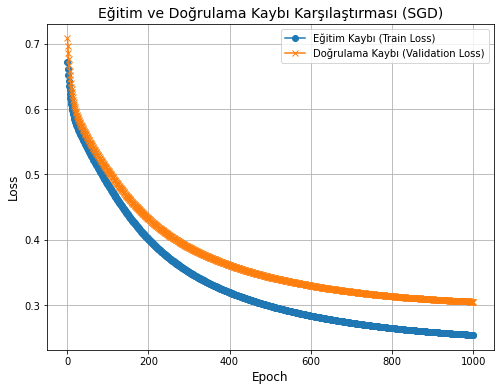 Eğitim ve Doğrulama Kaybı Karşılaştırması (SGD)
Eğitim Kaybı (Train Loss)
Doğrulama Kaybı (Validation Loss)
Loss
0.7
0.6
0.5
0.4
0.3
0 200 400 600 800 1000
Epoch